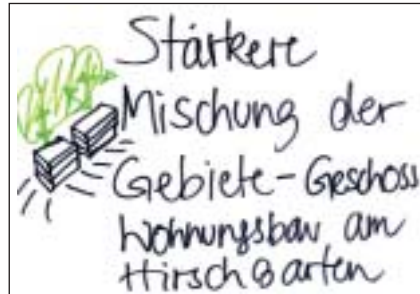 Stärkere
Mischung der
Gebiete-Geschoss
Wohnungsbau am
Hirschgarten